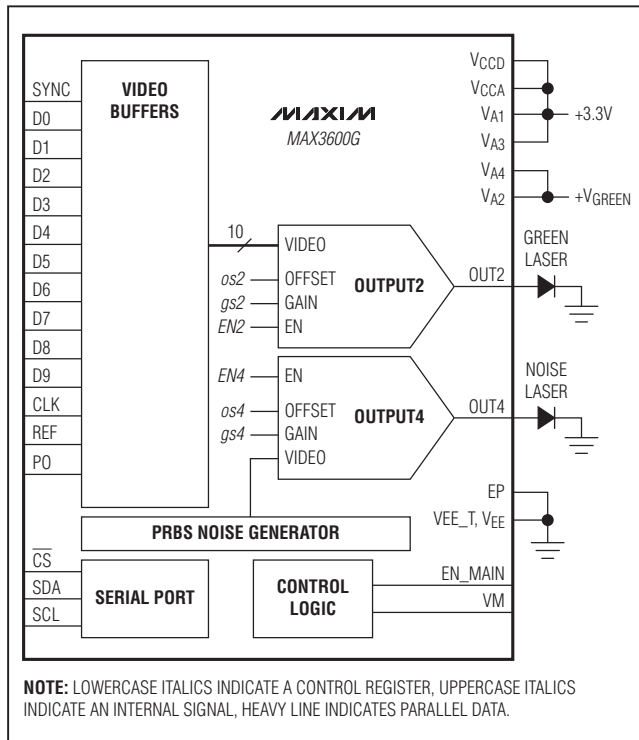 SYNC
D0
D1
D2
D3
D4
D5
D6
D7
D8
D9
CLK
REF
PO
CS
SDA
SCL
VIDEO
BUFFERS
MAXIM
MAX3600G
VCCD
VCCA
VA1
VA3
+3.3V
VA4
VA2
+VGREEN
10
VIDEO
os2
OFFSET
gs2
GAIN
EN2
EN
OUTPUT2
OUT2
GREEN
LASER
EN4
EN
os4
OFFSET
gs4
GAIN
VIDEO
OUTPUT4
OUT4
NOISE
LASER
EP
VEE_T, VEE
PRBS NOISE GENERATOR
SERIAL PORT
CONTROL
LOGIC
EN_MAIN
VM
NOTE: LOWERCASE ITALICS INDICATE A CONTROL REGISTER, UPPERCASE ITALICS
INDICATE AN INTERNAL SIGNAL, HEAVY LINE INDICATES PARALLEL DATA.